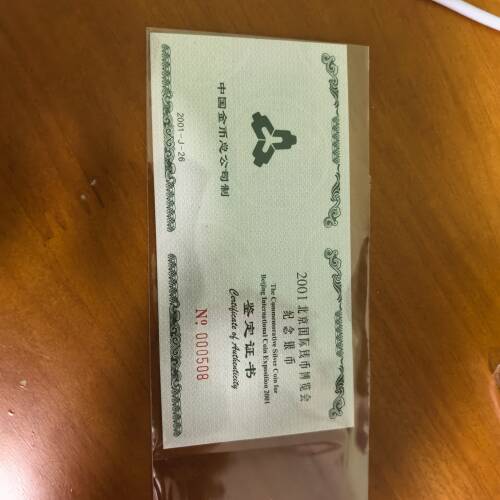 中国金币总公司制
2001-J-26
2001北京国际钱币博览会
纪念银币
The Commemorative Silver Coin for
Beijing International Coin Exposition 2001
鉴定证书
Certificate of Authenticity
Nº 000508